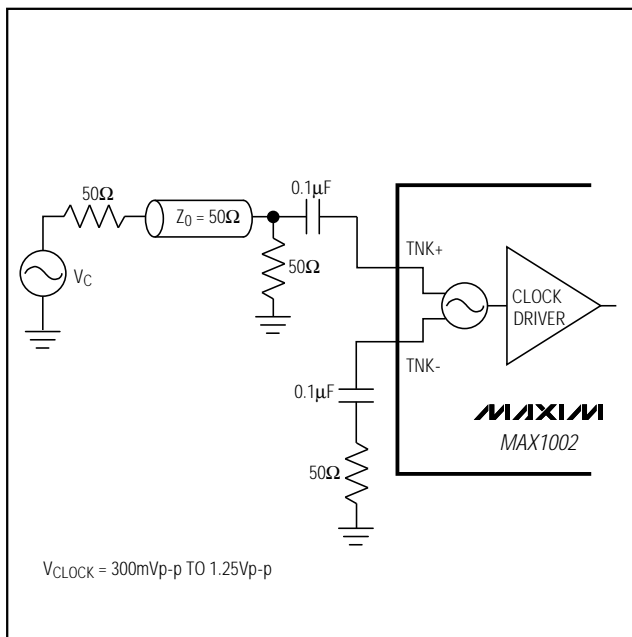 50Ω
Z0 = 50Ω
0.1µF
50Ω
VC
TNK+
CLOCK
DRIVER
TNK-
0.1µF
MAXIM
MAX1002
50Ω
VCLOCK = 300mVp-p TO 1.25Vp-p